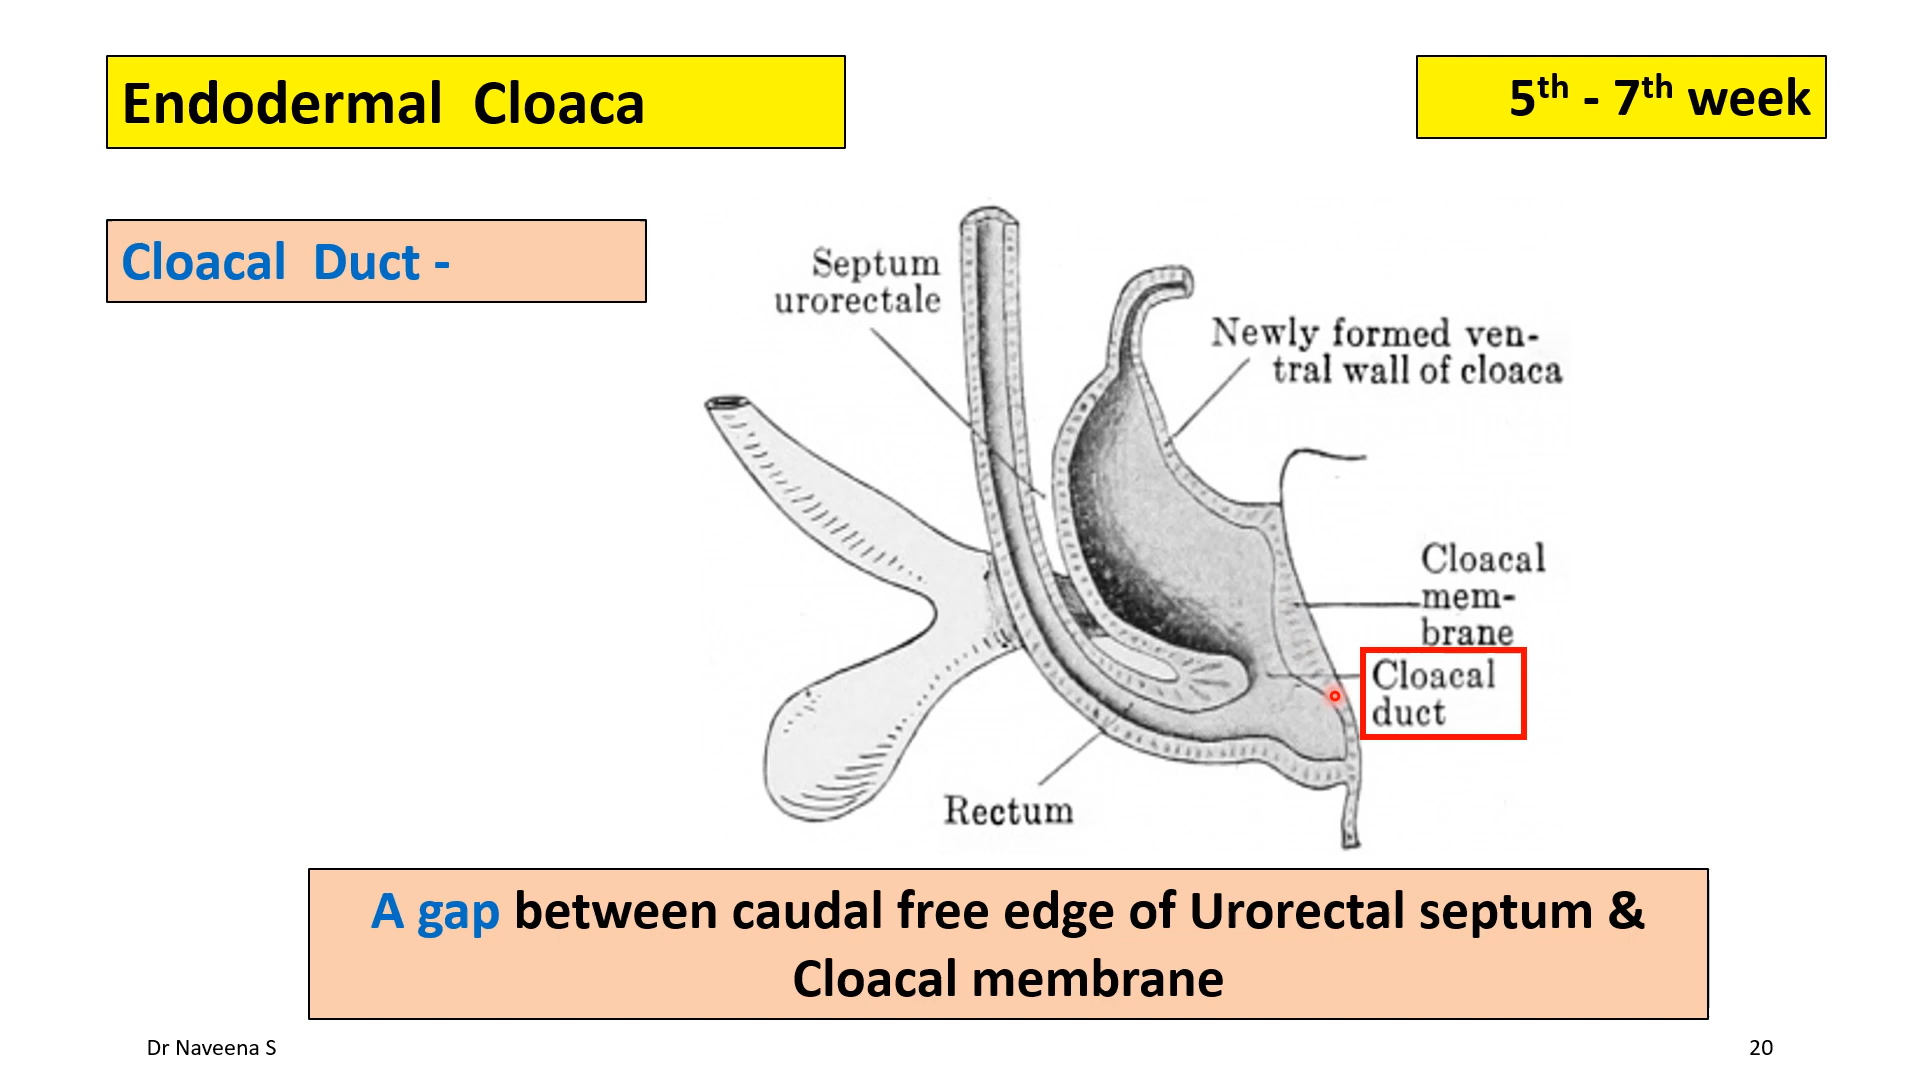 Endodermal Cloaca
5th - 7th week
Cloacal Duct -
Septum
urorectale
Newly formed ven-
tral wall of cloaca
Cloacal
mem-
brane
Cloacal
duct
Rectum
A gap between caudal free edge of Urorectal septum &
Cloacal membrane
Dr Naveena S
20